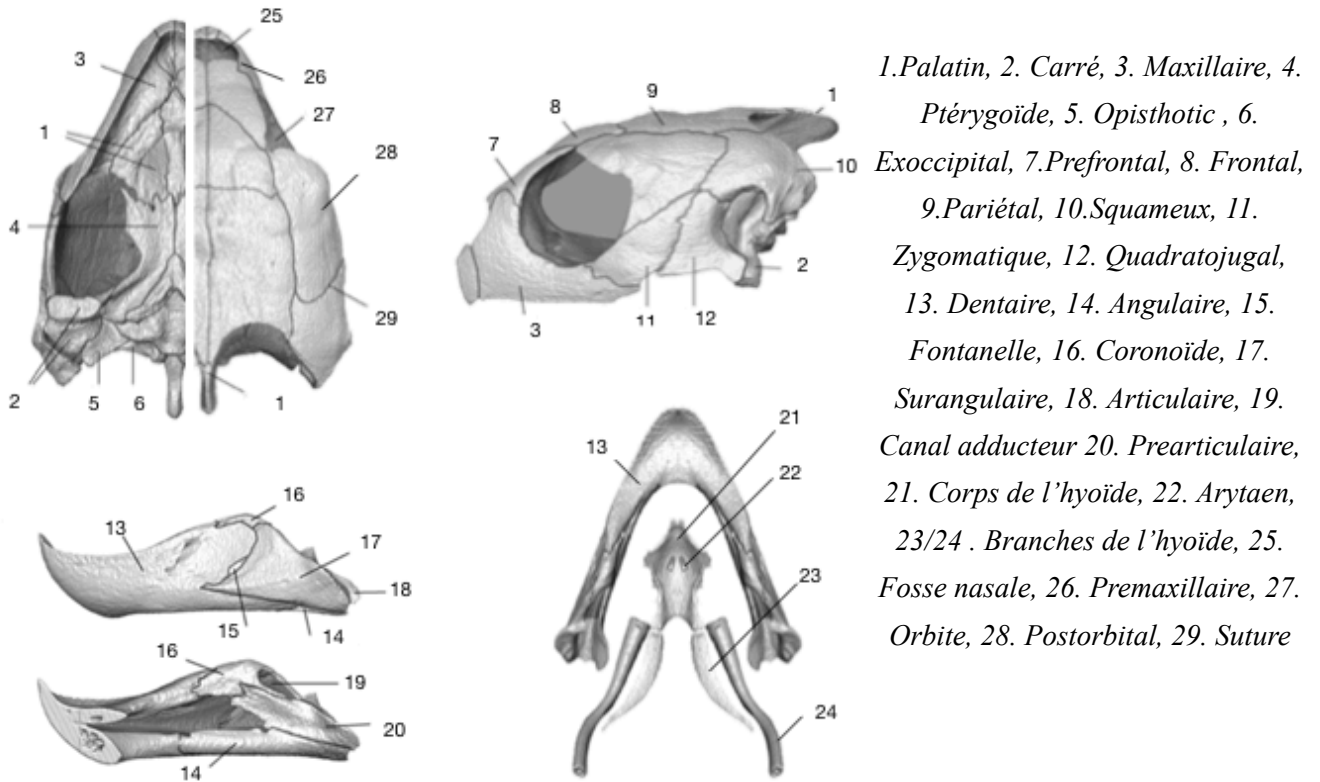 25
3
26
1
27
28
4
29
2
5
6
1
9
1
8
7
10
2
3
11
12
1.Palatin, 2. Carré, 3. Maxillaire, 4.
Ptérygoïde, 5. Opisthotic , 6.
Exoccipital, 7.Prefrontal, 8. Frontal,
9.Pariétal, 10.Squameux, 11.
Zygomatique, 12. Quadratojugal,
13. Dentaire, 14. Angulaire, 15.
Fontanelle, 16. Coronoïde, 17.
Surangulaire, 18. Articulaire, 19.
Canal adducteur 20. Prearticulaire,
21. Corps de l’hyoïde, 22. Arytaen,
23/24 . Branches de l’hyoïde, 25.
Fosse nasale, 26. Premaxillaire, 27.
Orbite, 28. Postorbital, 29. Suture
16
13
17
18
15
14
16
19
20
14
21
13
22
23
24